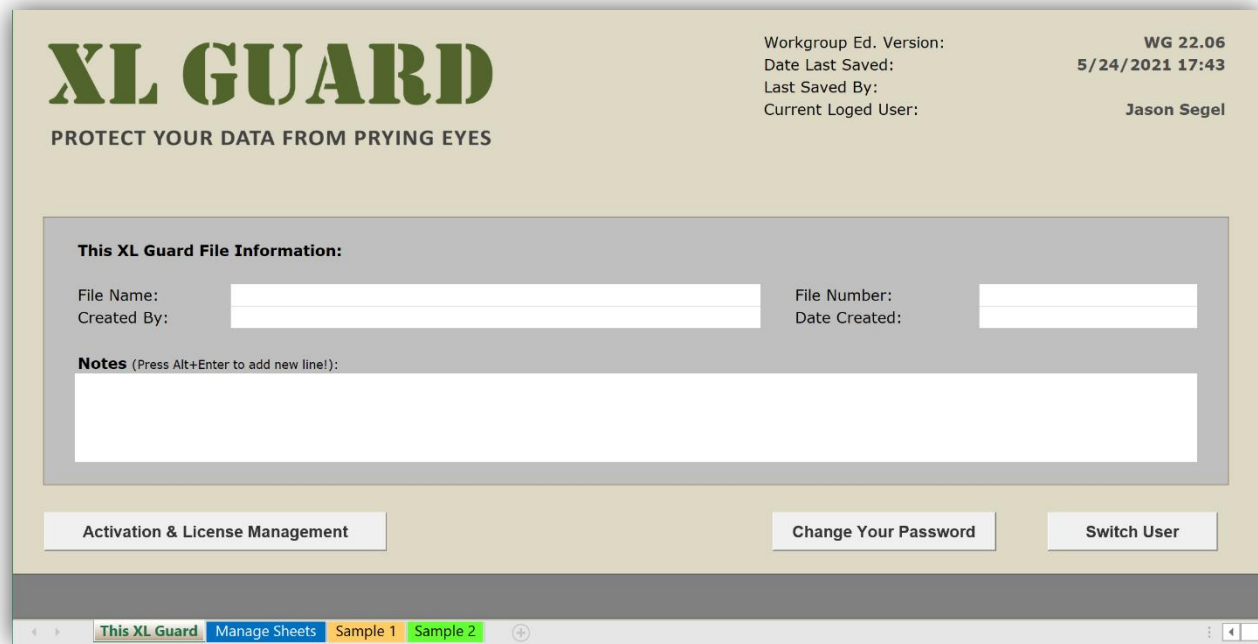 XL GUARD
PROTECT YOUR DATA FROM PRYING EYES
Workgroup Ed. Version: WG 22.06
Date Last Saved: 5/24/2021 17:43
Last Saved By:
Current Loged User: Jason Segel
This XL Guard File Information:
File Name: File Number:
Created By: Date Created:
Notes (Press Alt+Enter to add new line!):
Activation & License Management Change Your Password Switch User
This XL Guard Manage Sheets Sample 1 Sample 2